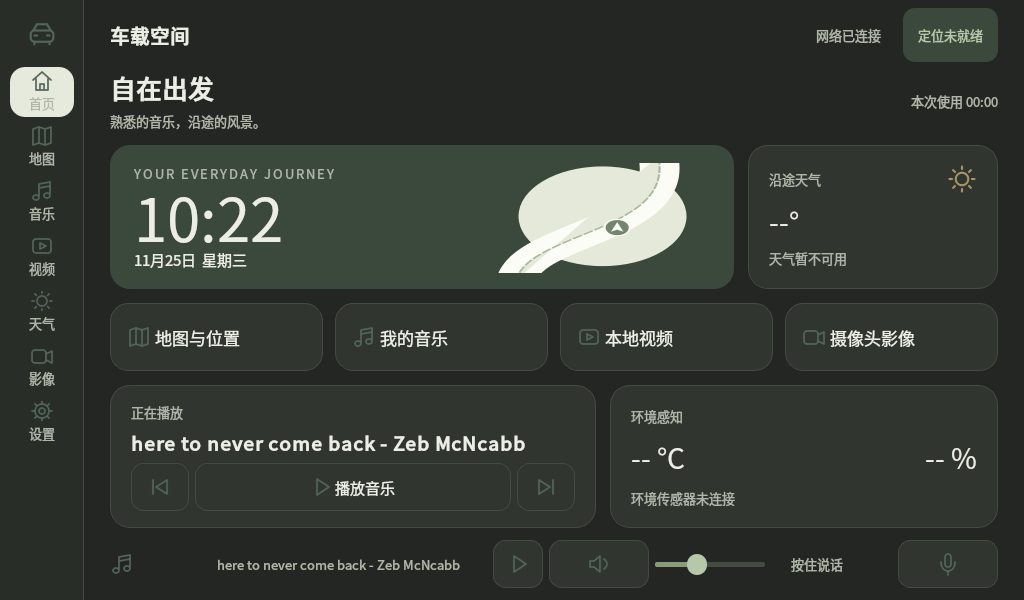 车载空间
网络已连接
定位未就绪
首页
地图
音乐
视频
天气
影像
设置
自在出发
熟悉的音乐，沿途的风景。
本次使用 00:00
YOUR EVERYDAY JOURNEY
10:22
11月25日 星期三
沿途天气
--°
天气暂不可用
地图与位置
我的音乐
本地视频
摄像头影像
正在播放
here to never come back - Zeb McNcabb
播放音乐
环境感知
-- °C
-- %
环境传感器未连接
here to never come back - Zeb McNcabb
按住说话